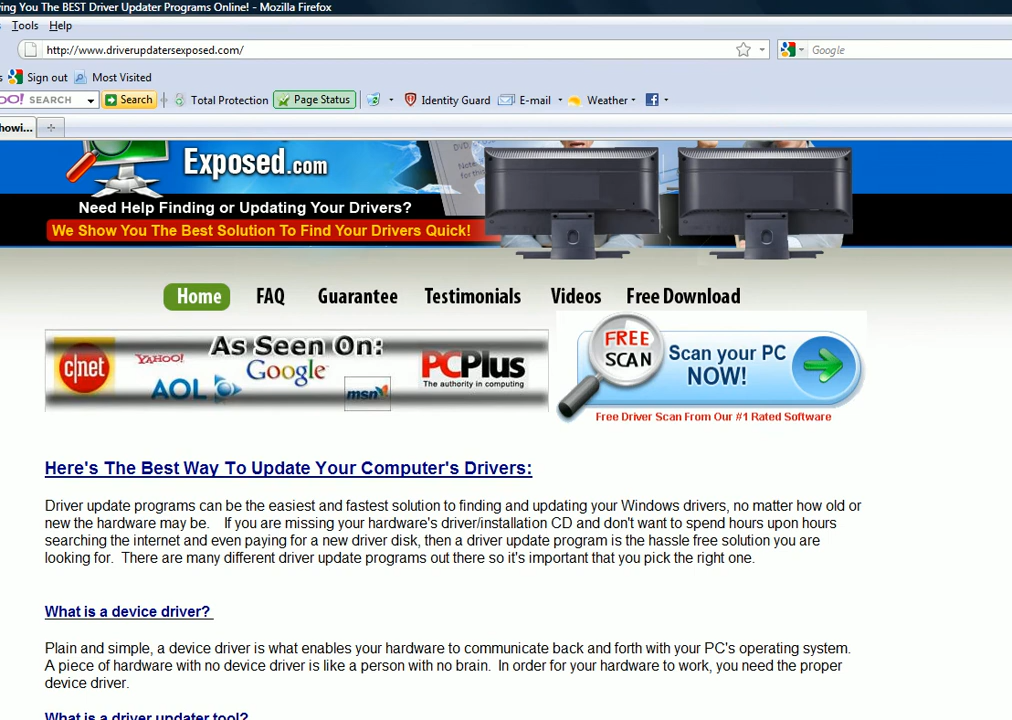 ing You The BEST Driver Updater Programs Online! - Mozilla Firefox
Tools Help
http://www.driverupdatersexposed.com/ Google
s Sign out Most Visited
OO! SEARCH Search Total Protection Page Status Identity Guard E-mail Weather
howi...
Exposed.com
Need Help Finding or Updating Your Drivers?
We Show You The Best Solution To Find Your Drivers Quick!
Home FAQ Guarantee Testimonials Videos Free Download
As Seen On:
c|net YAHOO! Google PCPlus
The authority in computing
AOL msn
FREE SCAN
Scan your PC
NOW!
Free Driver Scan From Our #1 Rated Software
Here's The Best Way To Update Your Computer's Drivers:
Driver update programs can be the easiest and fastest solution to finding and updating your Windows drivers, no matter how old or
new the hardware may be. If you are missing your hardware's driver/installation CD and don't want to spend hours upon hours
searching the internet and even paying for a new driver disk, then a driver update program is the hassle free solution you are
looking for. There are many different driver update programs out there so it's important that you pick the right one.
What is a device driver?
Plain and simple, a device driver is what enables your hardware to communicate back and forth with your PC's operating system.
A piece of hardware with no device driver is like a person with no brain. In order for your hardware to work, you need the proper
device driver.
What is a driver updater tool?